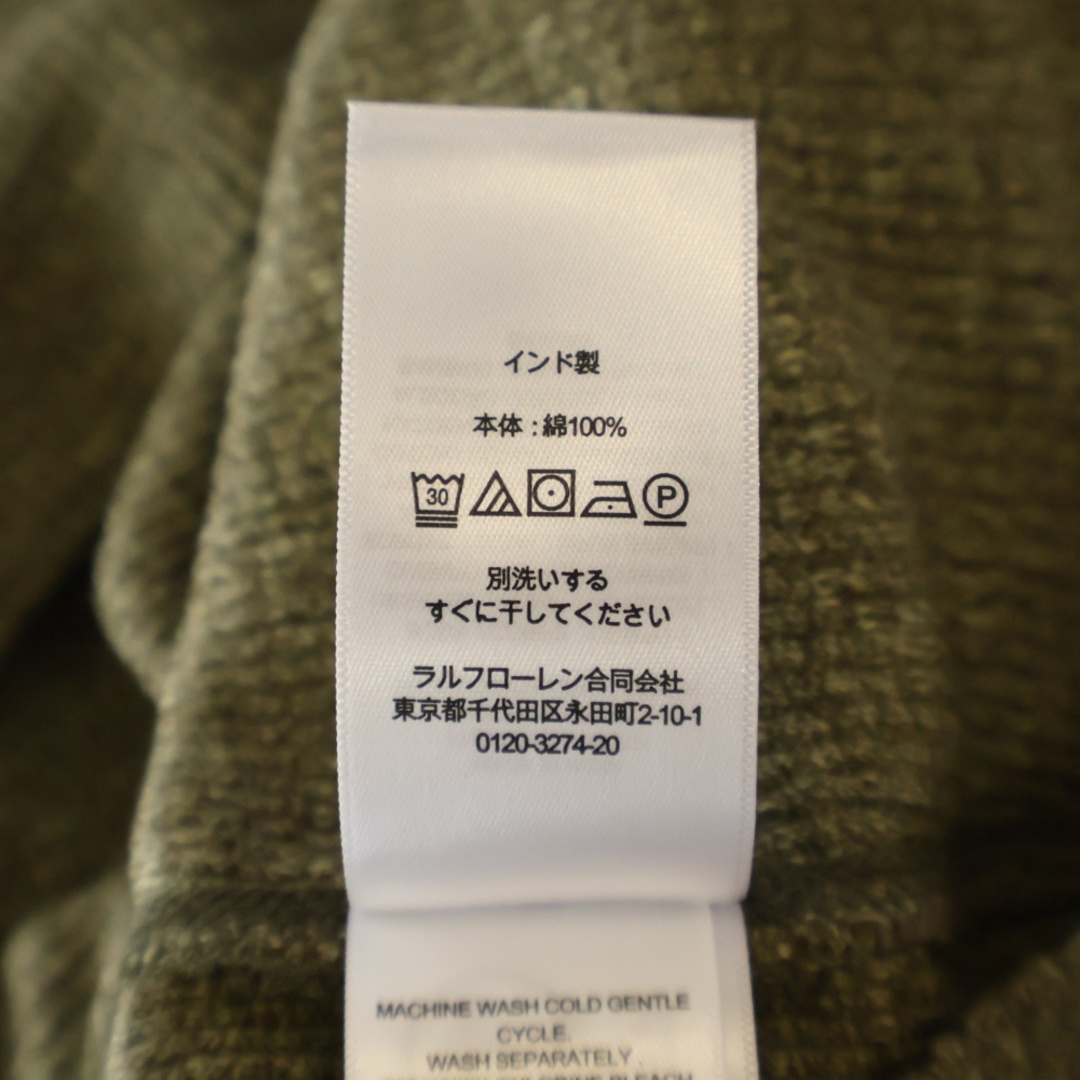 インド製
本体:綿100%
30
P
別洗いする
すぐに干してください
ラルフローレン合同会社
東京都千代田区永田町2-10-1
0120-3274-20
MACHINE WASH COLD GENTLE
CYCLE.
WASH SEPARATELY.
CHLORINE BLEACH